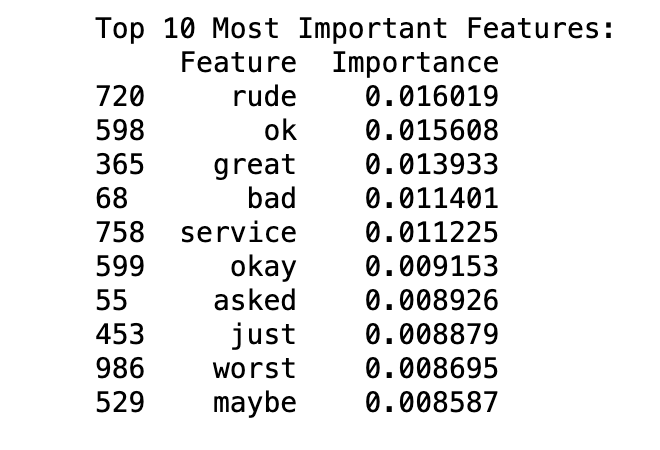 Top 10 Most Important Features:
Feature Importance
720 rude 0.016019
598 ok 0.015608
365 great 0.013933
68 bad 0.011401
758 service 0.011225
599 okay 0.009153
55 asked 0.008926
453 just 0.008879
986 worst 0.008695
529 maybe 0.008587